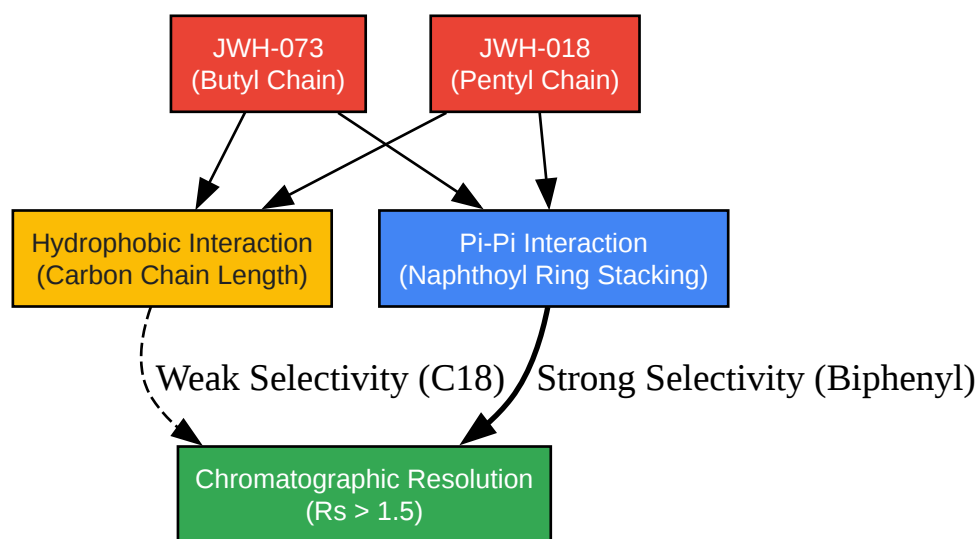 JWH-073
(Butyl Chain)
JWH-018
(Pentyl Chain)
Hydrophobic Interaction
(Carbon Chain Length)
Pi-Pi Interaction
(Naphthoyl Ring Stacking)
Weak Selectivity (C18)
Strong Selectivity (Biphenyl)
Chromatographic Resolution
(Rs > 1.5)